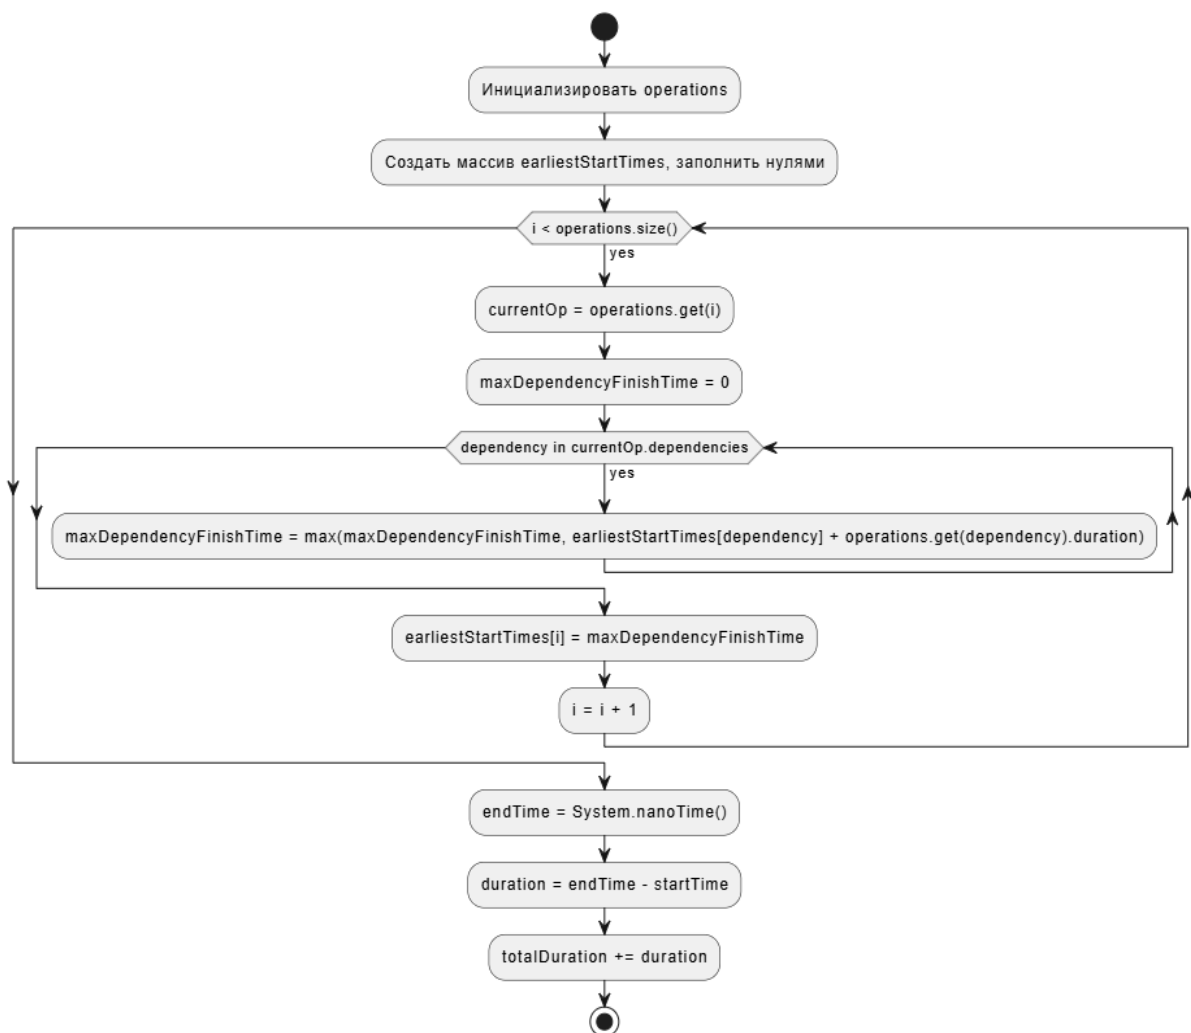 Инициализировать operations
Создать массив earliestStartTimes, заполнить нулями
i < operations.size()
yes
currentOp = operations.get(i)
maxDependencyFinishTime = 0
dependency in currentOp.dependencies
yes
maxDependencyFinishTime = max(maxDependencyFinishTime, earliestStartTimes[dependency] + operations.get(dependency).duration)
earliestStartTimes[i] = maxDependencyFinishTime
i = i + 1
endTime = System.nanoTime()
duration = endTime - startTime
totalDuration += duration